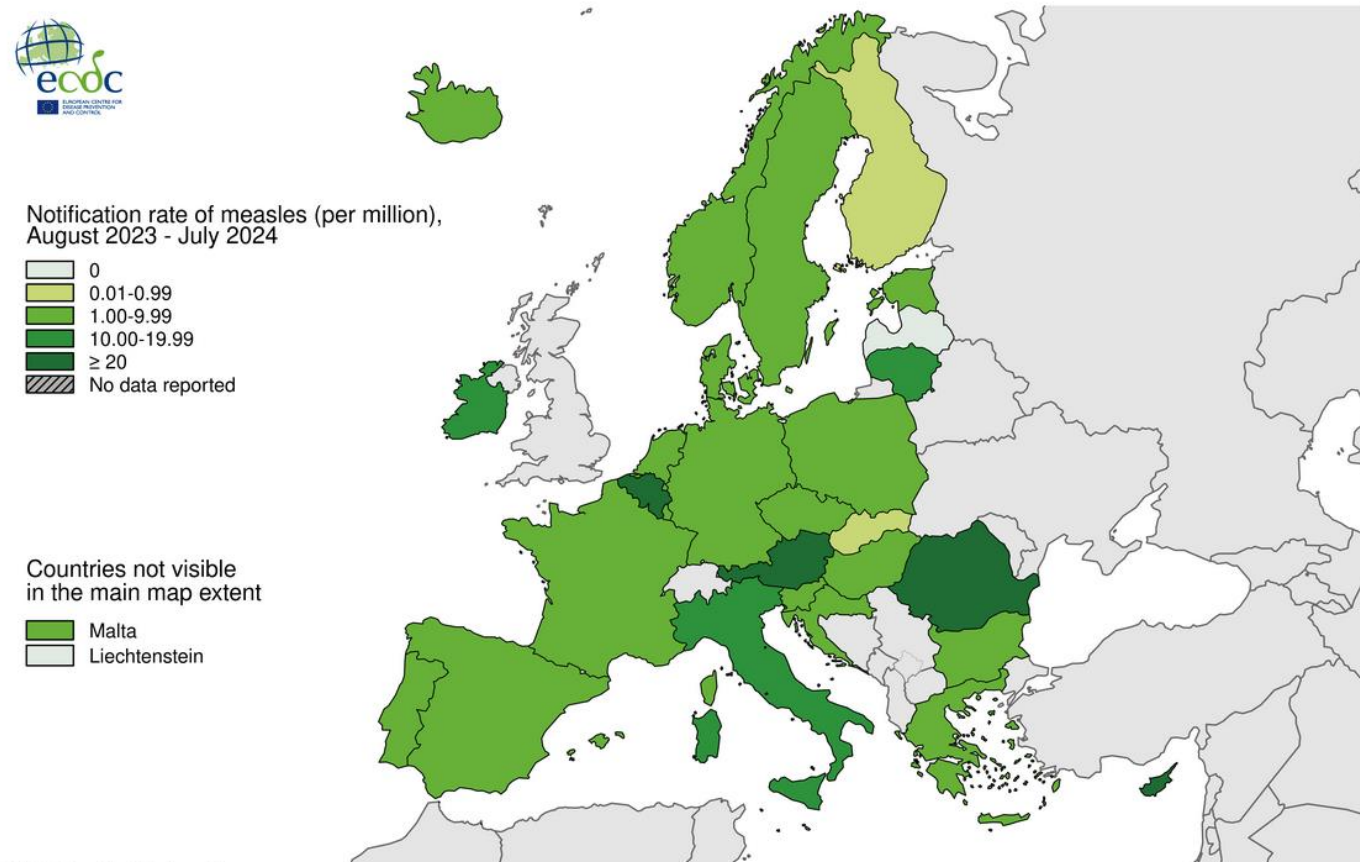 ecdc
EUROPEAN CENTRE FOR
DISEASE PREVENTION
AND CONTROL
Notification rate of measles (per million),
August 2023 - July 2024
0
0.01-0.99
1.00-9.99
10.00-19.99
≥ 20
No data reported
Countries not visible
in the main map extent
Malta
Liechtenstein